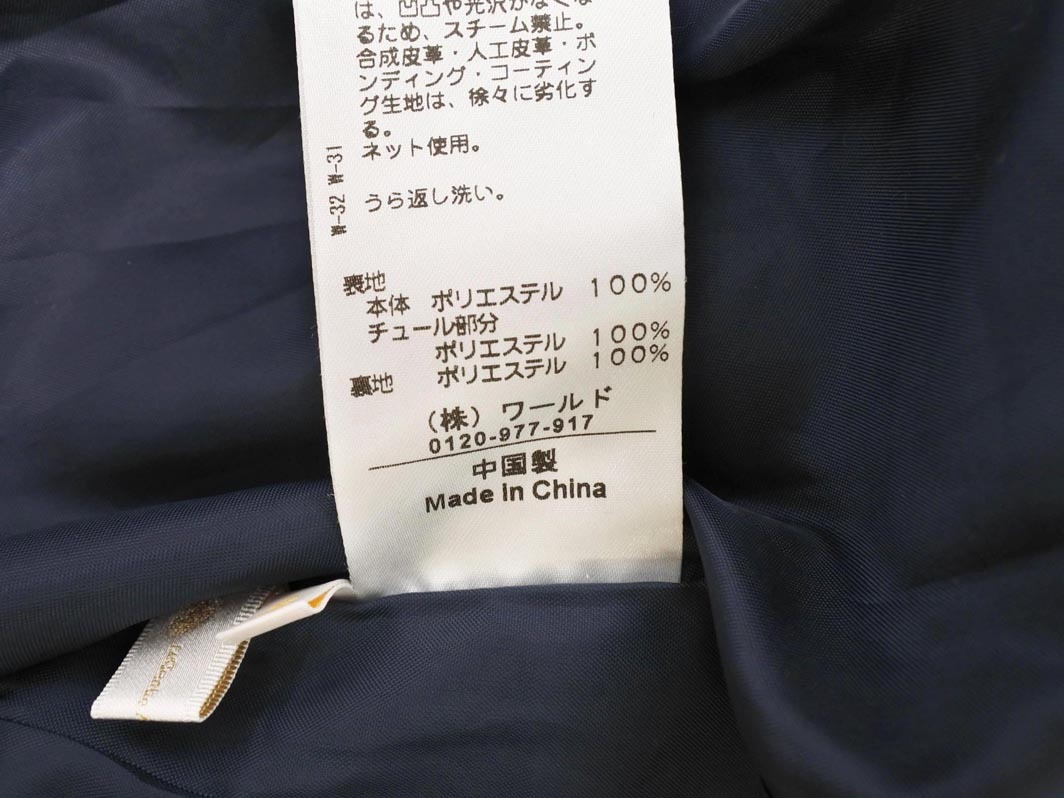 は、凹凸や光沢がなくな
るため、スチーム禁止。
合成皮革・人工皮革・ボ
ンディング・コーティン
グ生地は、徐々に劣化す
る。
ネット使用。
うら返し洗い。
W-32 W-31
表地
本体 ポリエステル 100%
チュール部分
ポリエステル 100%
裏地 ポリエステル 100%
(株)ワールド
0120-977-917
中国製
Made in China